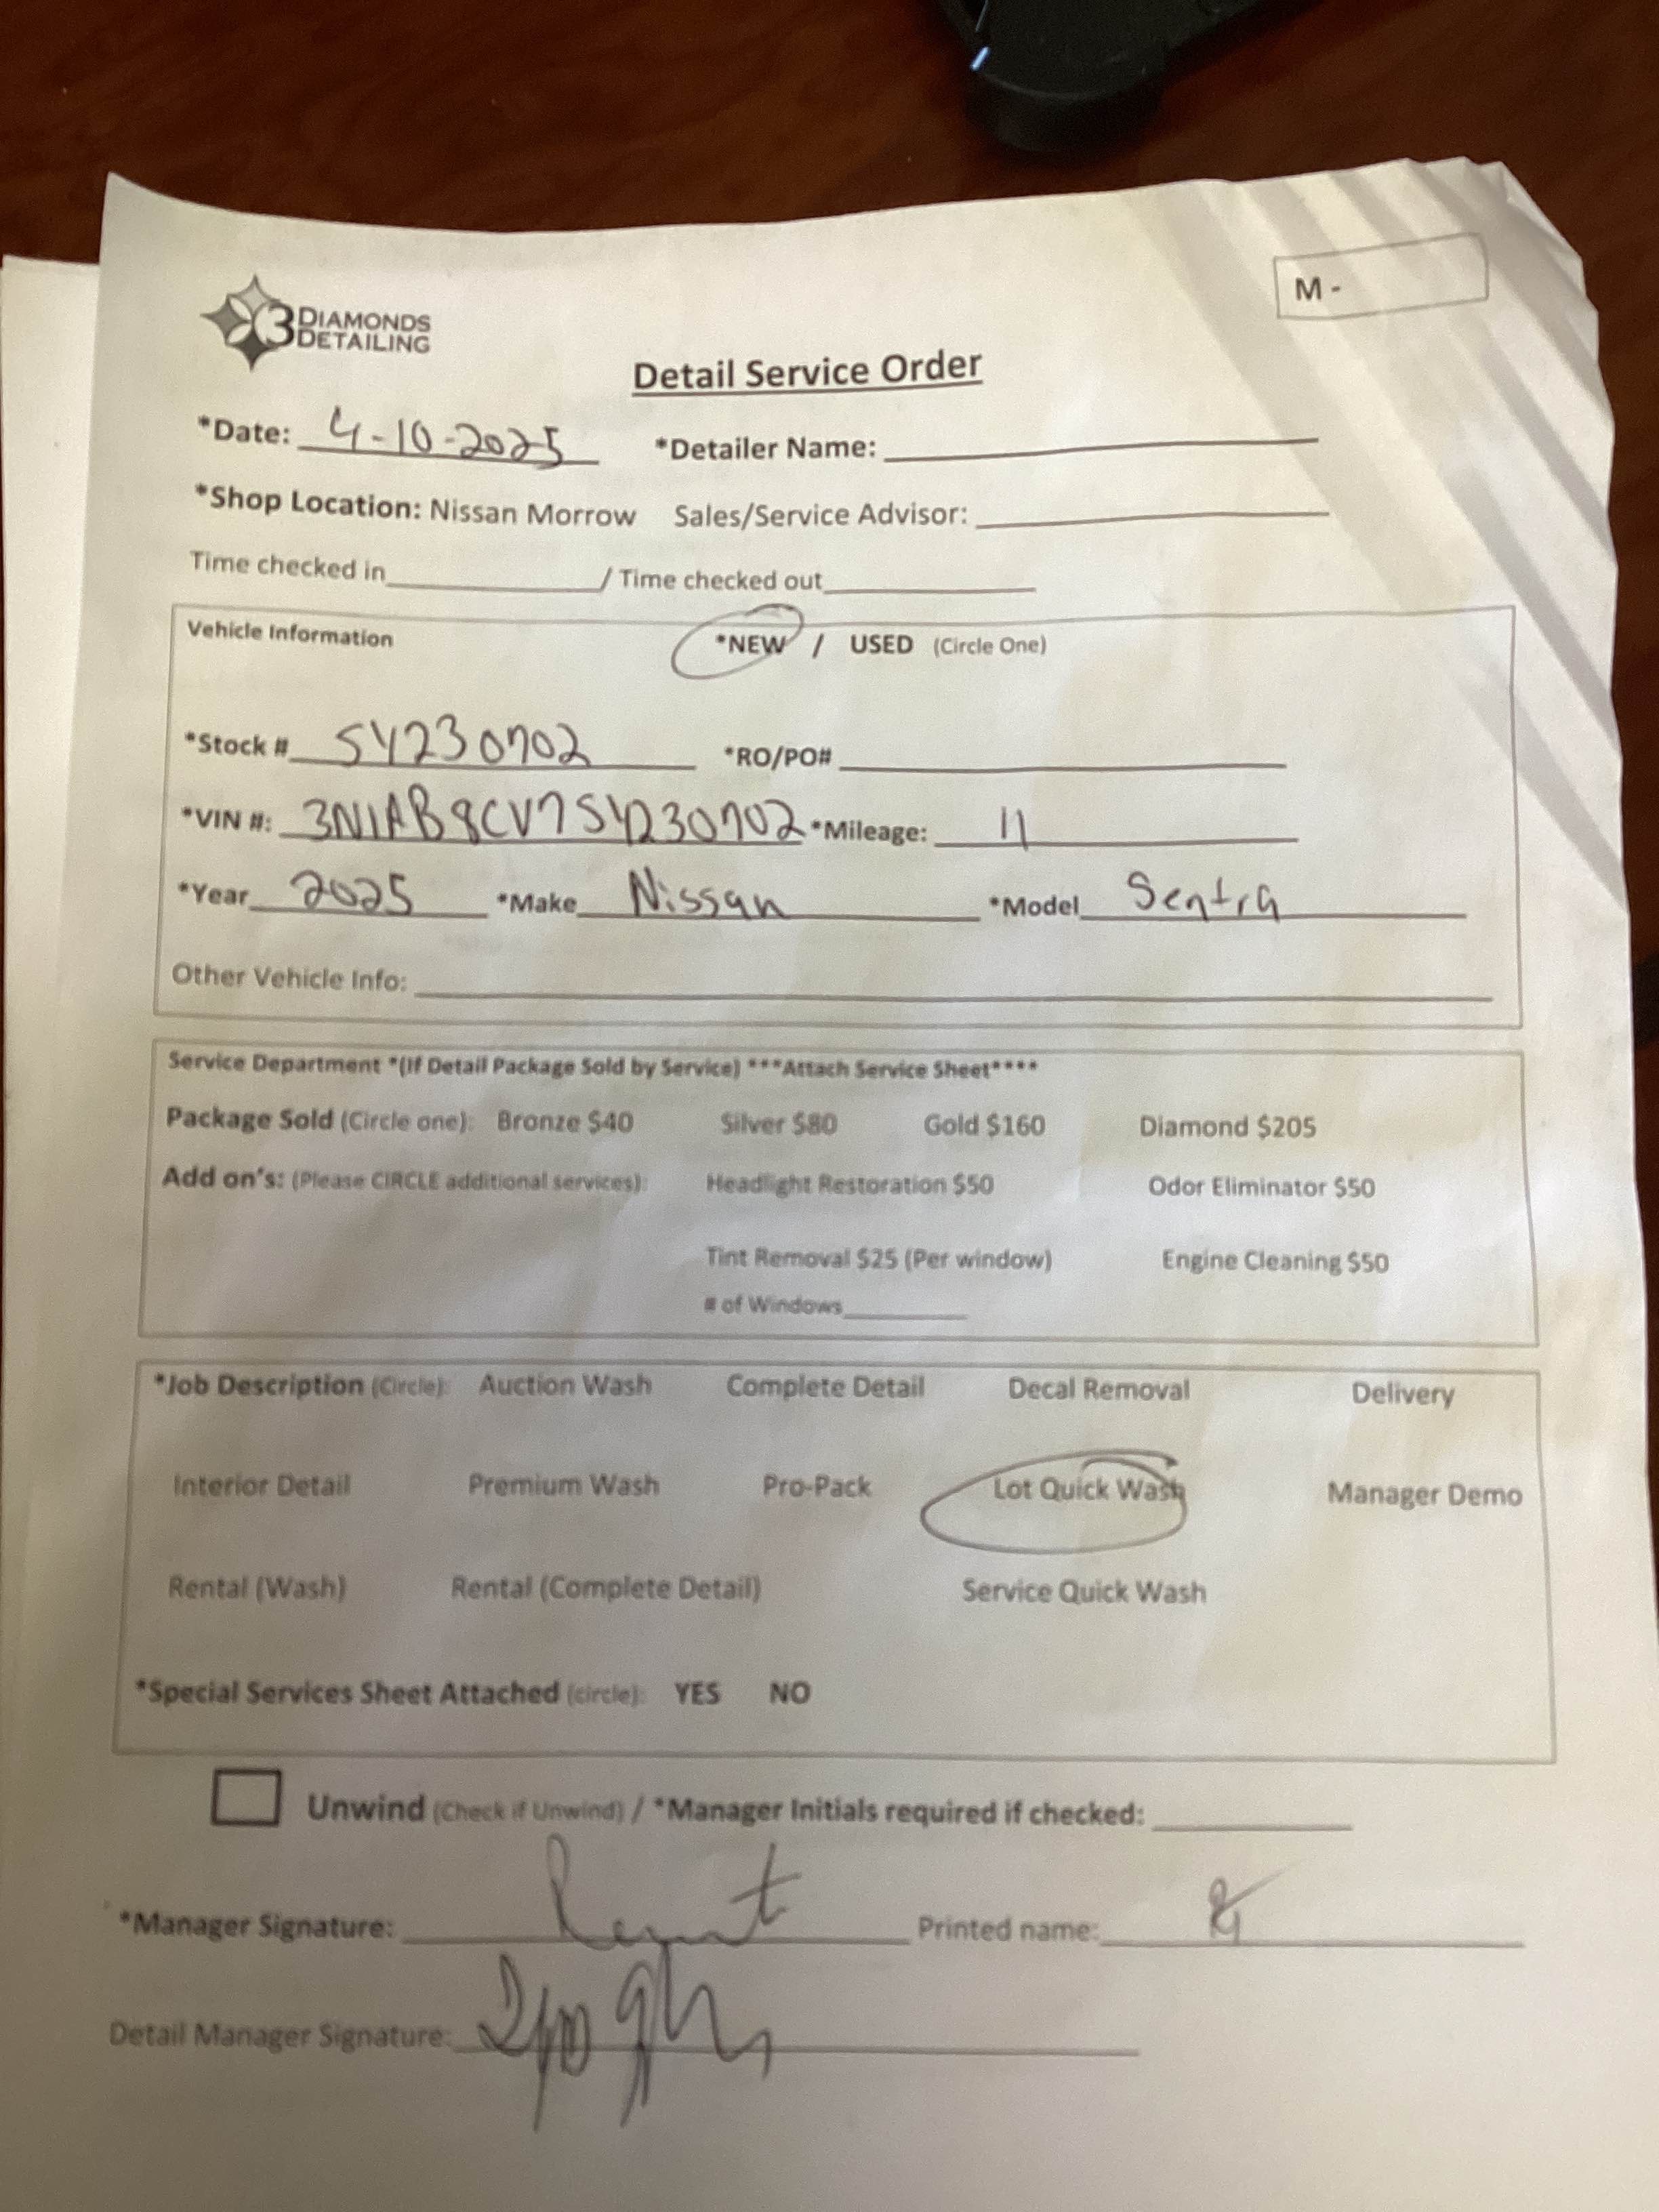 M -
3 DIAMONDS
DETAILING
Detail Service Order
*Date: 4-10-2025 *Detailer Name:
*Shop Location: Nissan Morrow Sales/Service Advisor:
Time checked in / Time checked out
Vehicle Information *NEW / USED (Circle One)
*Stock # SY230702 *RO/PO#
*VIN #: 3N1AB8CV7SY230702 *Mileage: 11
*Year 2025 *Make Nissan *Model Sentra
Other Vehicle Info:
Service Department *(If Detail Package Sold by Service) ***Attach Service Sheet****
Package Sold (Circle one): Bronze $40 Silver $80 Gold $160 Diamond $205
Add on's: (Please CIRCLE additional services): Headlight Restoration $50 Odor Eliminator $50
Tint Removal $25 (Per window) Engine Cleaning $50
# of Windows
*Job Description (Circle): Auction Wash Complete Detail Decal Removal Delivery
Interior Detail Premium Wash Pro-Pack Lot Quick Wash Manager Demo
Rental (Wash) Rental (Complete Detail) Service Quick Wash
*Special Services Sheet Attached (circle): YES NO
Unwind (Check if Unwind) / *Manager Initials required if checked:
*Manager Signature: Printed name:
Detail Manager Signature: